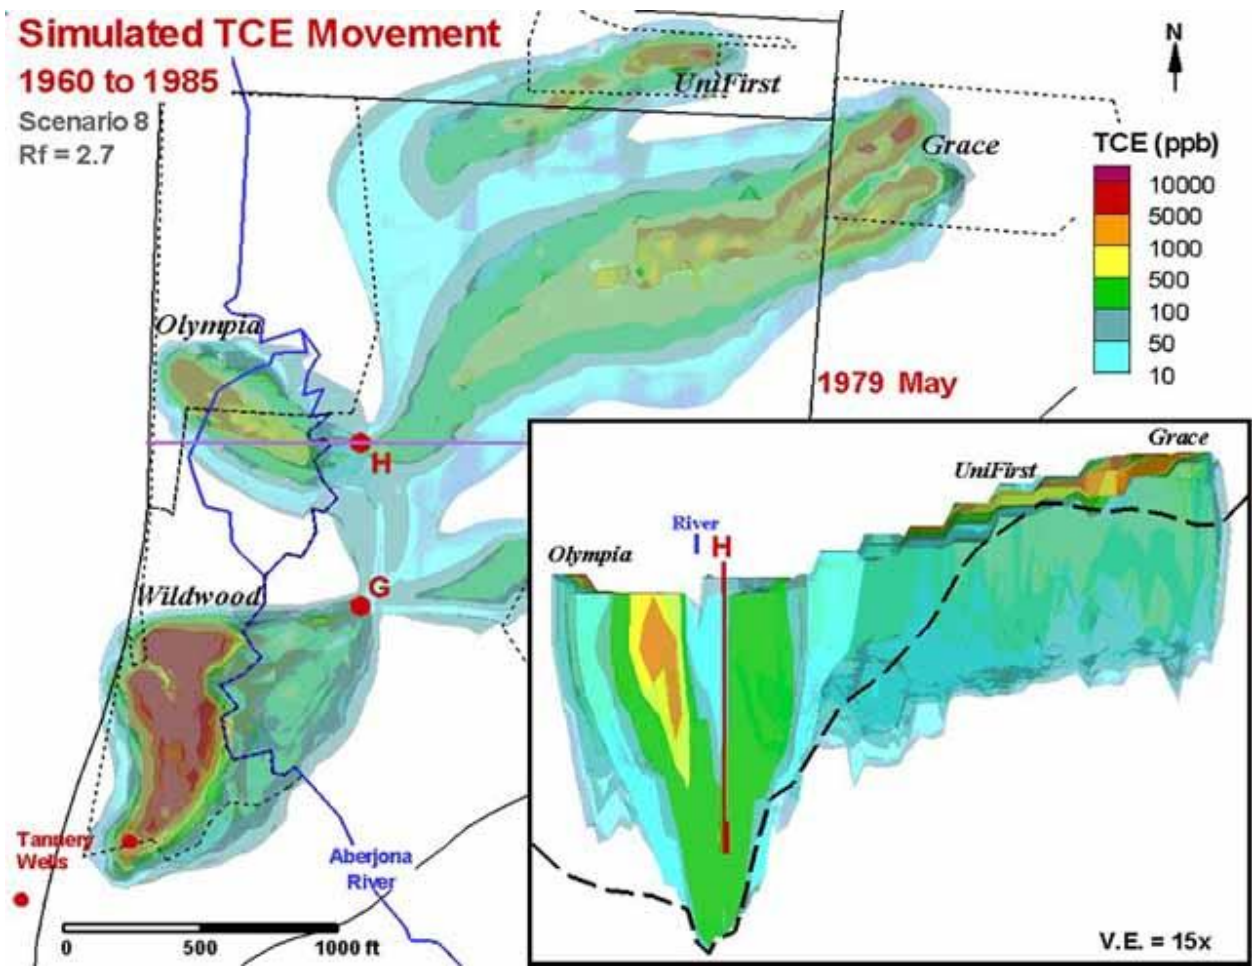 Simulated TCE Movement
1960 to 1985
Scenario 8
Rf = 2.7
UniFirst
Grace
N
TCE (ppb)
10000
5000
1000
500
100
50
10
Olympia
1979 May
H
G
Wildwood
Tannery
Wells
Aberjona
River
0 500 1000 ft
Grace
UniFirst
River
H
Olympia
V.E. = 15x